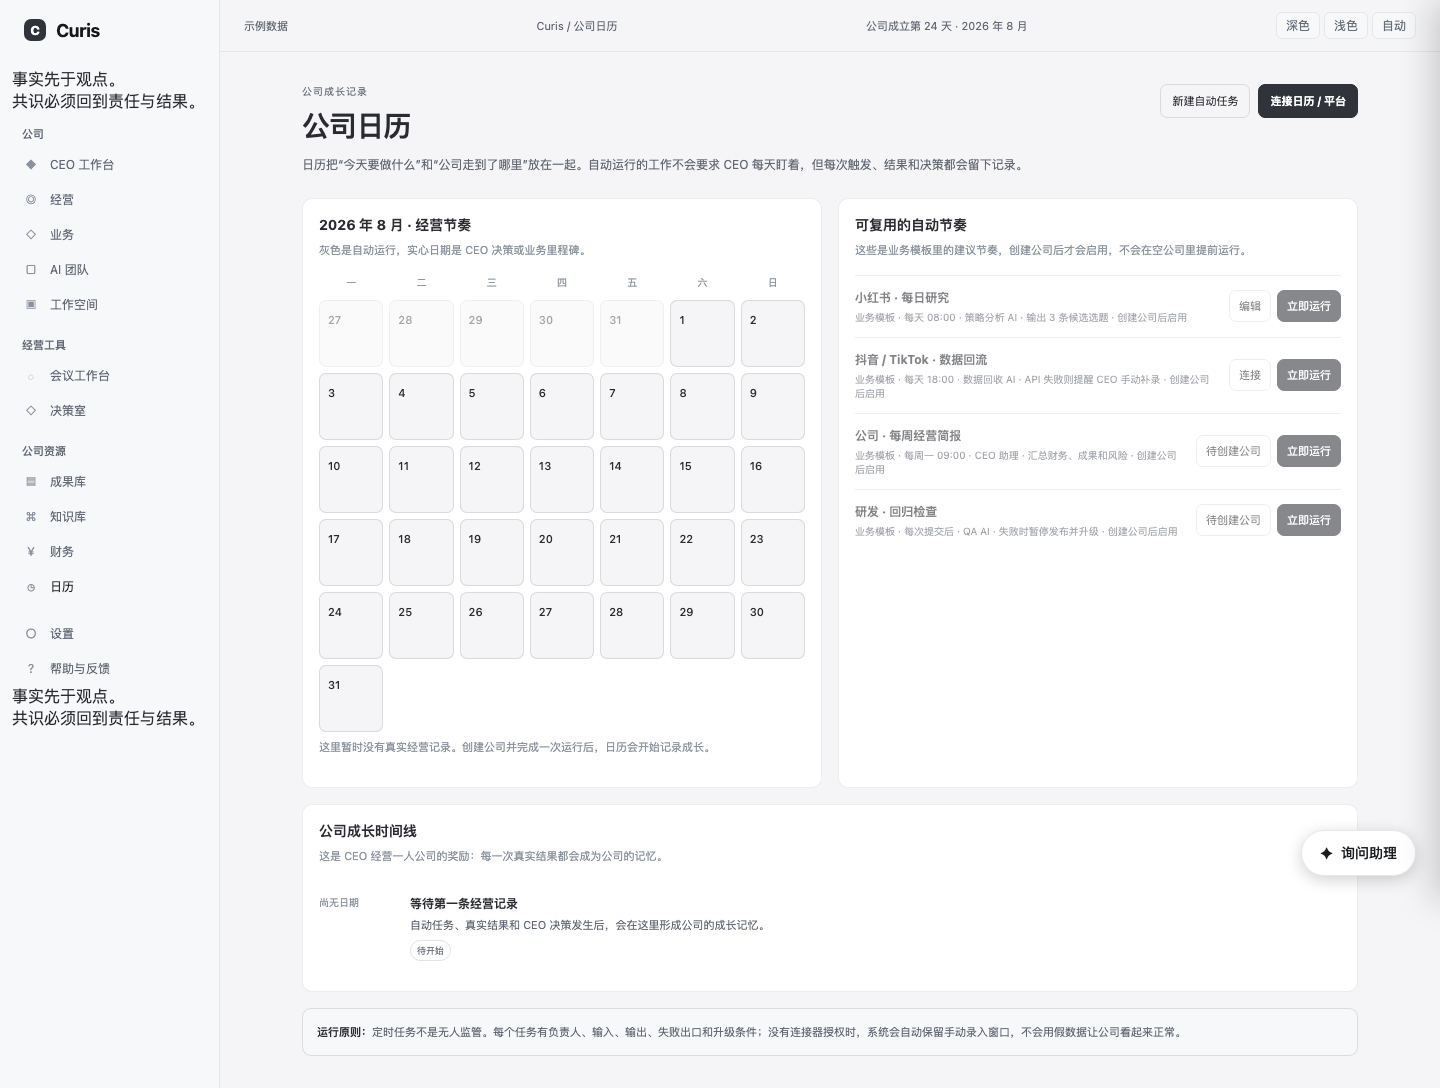 C Curis
事实先于观点。
共识必须回到责任与结果。
公司
CEO 工作台
经营
业务
AI 团队
工作空间
经营工具
会议工作台
决策室
公司资源
成果库
知识库
¥ 财务
日历
设置
? 帮助与反馈
事实先于观点。
共识必须回到责任与结果。
示例数据
Curis / 公司日历
公司成立第 24 天 · 2026 年 8 月
深色 浅色 自动
公司成长记录
公司日历
日历把“今天要做什么”和“公司走到了哪里”放在一起。自动运行的工作不会要求 CEO 每天盯着，但每次触发、结果和决策都会留下记录。
新建自动任务 连接日历 / 平台
2026 年 8 月 · 经营节奏
灰色是自动运行，实心日期是 CEO 决策或业务里程碑。
一 二 三 四 五 六 日
27 28 29 30 31 1 2
3 4 5 6 7 8 9
10 11 12 13 14 15 16
17 18 19 20 21 22 23
24 25 26 27 28 29 30
31
这里暂时没有真实经营记录。创建公司并完成一次运行后，日历会开始记录成长。
可复用的自动节奏
这些是业务模板里的建议节奏，创建公司后才会启用，不会在空公司里提前运行。
小红书 · 每日研究
业务模板 · 每天 08:00 · 策略分析 AI · 输出 3 条候选选题 · 创建公司后启用
编辑 立即运行
抖音 / TikTok · 数据回流
业务模板 · 每天 18:00 · 数据回收 AI · API 失败则提醒 CEO 手动补录 · 创建公司
后启用
连接 立即运行
公司 · 每周经营简报
业务模板 · 每周一 09:00 · CEO 助理 · 汇总财务、成果和风险 · 创建公司
后启用
待创建公司 立即运行
研发 · 回归检查
业务模板 · 每次提交后 · QA AI · 失败时暂停发布并升级 · 创建公司后启用
待创建公司 立即运行
公司成长时间线
这是 CEO 经营一人公司的奖励：每一次真实结果都会成为公司的记忆。
尚无日期
等待第一条经营记录
自动任务、真实结果和 CEO 决策发生后，会在这里形成公司的成长记忆。
待开始
询问助理
运行原则：定时任务不是无人监管。每个任务有负责人、输入、输出、失败出口和升级条件；没有连接器授权时，系统会自动保留手动录入窗口，不会用假数据让公司看起来正常。